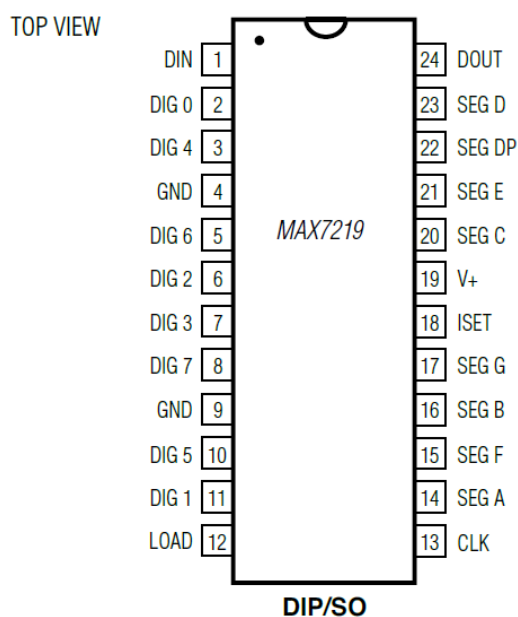 TOP VIEW
DIN 1 24 DOUT
DIG 0 2 23 SEG D
DIG 4 3 22 SEG DP
GND 4 21 SEG E
DIG 6 5 MAX7219 20 SEG C
DIG 2 6 19 V+
DIG 3 7 18 ISET
DIG 7 8 17 SEG G
GND 9 16 SEG B
DIG 5 10 15 SEG F
DIG 1 11 14 SEG A
LOAD 12 13 CLK
DIP/SO